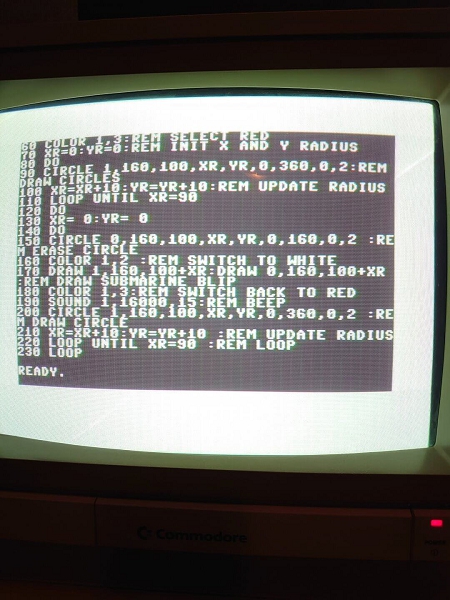 60 COLOR 1,3:REM SELECT RED
70 XR=0:YR=0:REM INIT X AND Y RADIUS
80 DO
90 CIRCLE 1,160,100,XR,YR,0,360,0,2:REM
DRAW CIRCLES
100 XR=XR+10:YR=YR+10:REM UPDATE RADIUS
110 LOOP UNTIL XR=90
120 DO
130 XR= 0:YR= 0
140 DO
150 CIRCLE 0,160,100,XR,YR,0,160,0,2 :RE
M ERASE CIRCLE
160 COLOR 1,2 :REM SWITCH TO WHITE
170 DRAW 1,160,100+XR:DRAW 0,160,100+XR
:REM DRAW SUBMARINE BLIP
180 COLOR 1,3:REM SWITCH BACK TO RED
190 SOUND 1,16000,15:REM BEEP
200 CIRCLE 1,160,100,XR,YR,0,360,0,2 :RE
M DRAW CIRCLE
210 XR=XR+10:YR=YR+10 :REM UPDATE RADIUS
220 LOOP UNTIL XR=90 :REM LOOP
230 LOOP
READY.
Commodore